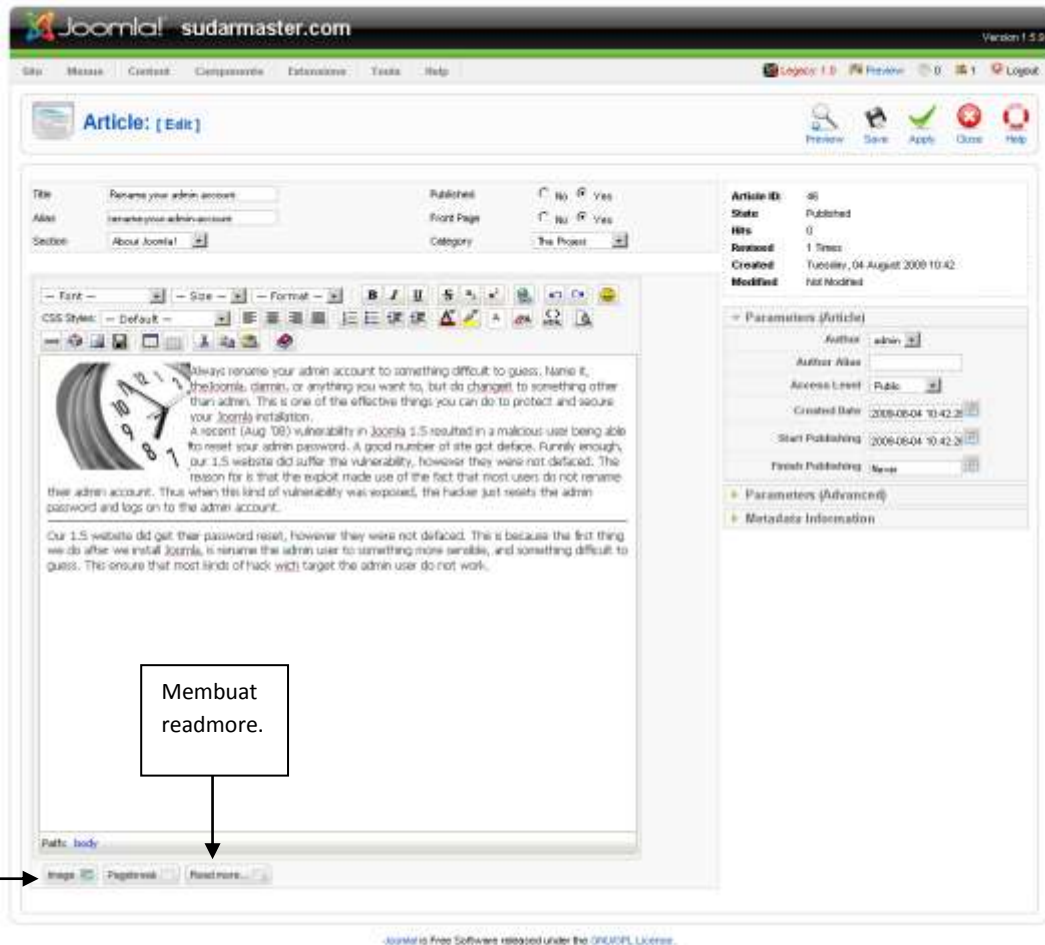 Joomla! sudarmaster.com
Version 1.5.9
Site Menus Content Components Extensions Tools Help
Legacy: 1.0 Preview 0 1 Logout
Article: [ Edit ]
Preview Save Apply Close Help
Title Rename your admin account Published No Yes
Alias rename-your-admin-account Front Page No Yes
Section About Joomla! Category The Project
Article ID: 46
State Published
Hits 0
Revised 1 Times
Created Tuesday, 04 August 2009 10:42
Modified Not Modified
Parameters (Article)
Author admin
Author Alias
Access Level Public
Created Date 2009-08-04 10:42:2
Start Publishing 2009-08-04 10:42:2
Finish Publishing Never
Parameters (Advanced)
Metadata Information
-- Font -- -- Size -- -- Format -- B I U
CSS Styles: -- Default --
Always rename your admin account to something difficult to guess. Name it,
theJoomla, damin, or anything you want to, but do changeit to something other
than admin. This is one of the effective things you can do to protect and secure
your Joomla installation.
A recent (Aug '08) vulnerability in Joomla 1.5 resulted in a malicious user being able
to reset your admin password. A good number of site got deface. Funnily enough,
our 1.5 website did suffer the vulnerability, however they were not defaced. The
reason for is that the exploit made use of the fact that most users do not rename
their admin account. Thus when this kind of vulnerability was exposed, the hacker just resets the admin
password and logs on to the admin account.
Our 1.5 website did get their password reset, however they were not defaced. This is because the first thing
we do after we install Joomla, is rename the admin user to something more sensible, and something difficult to
guess. This ensure that most kinds of hack wich target the admin user do not work.
Membuat
readmore.
Path: body
Image Pagebreak Read more...
Joomla! is Free Software released under the GNU/GPL License.